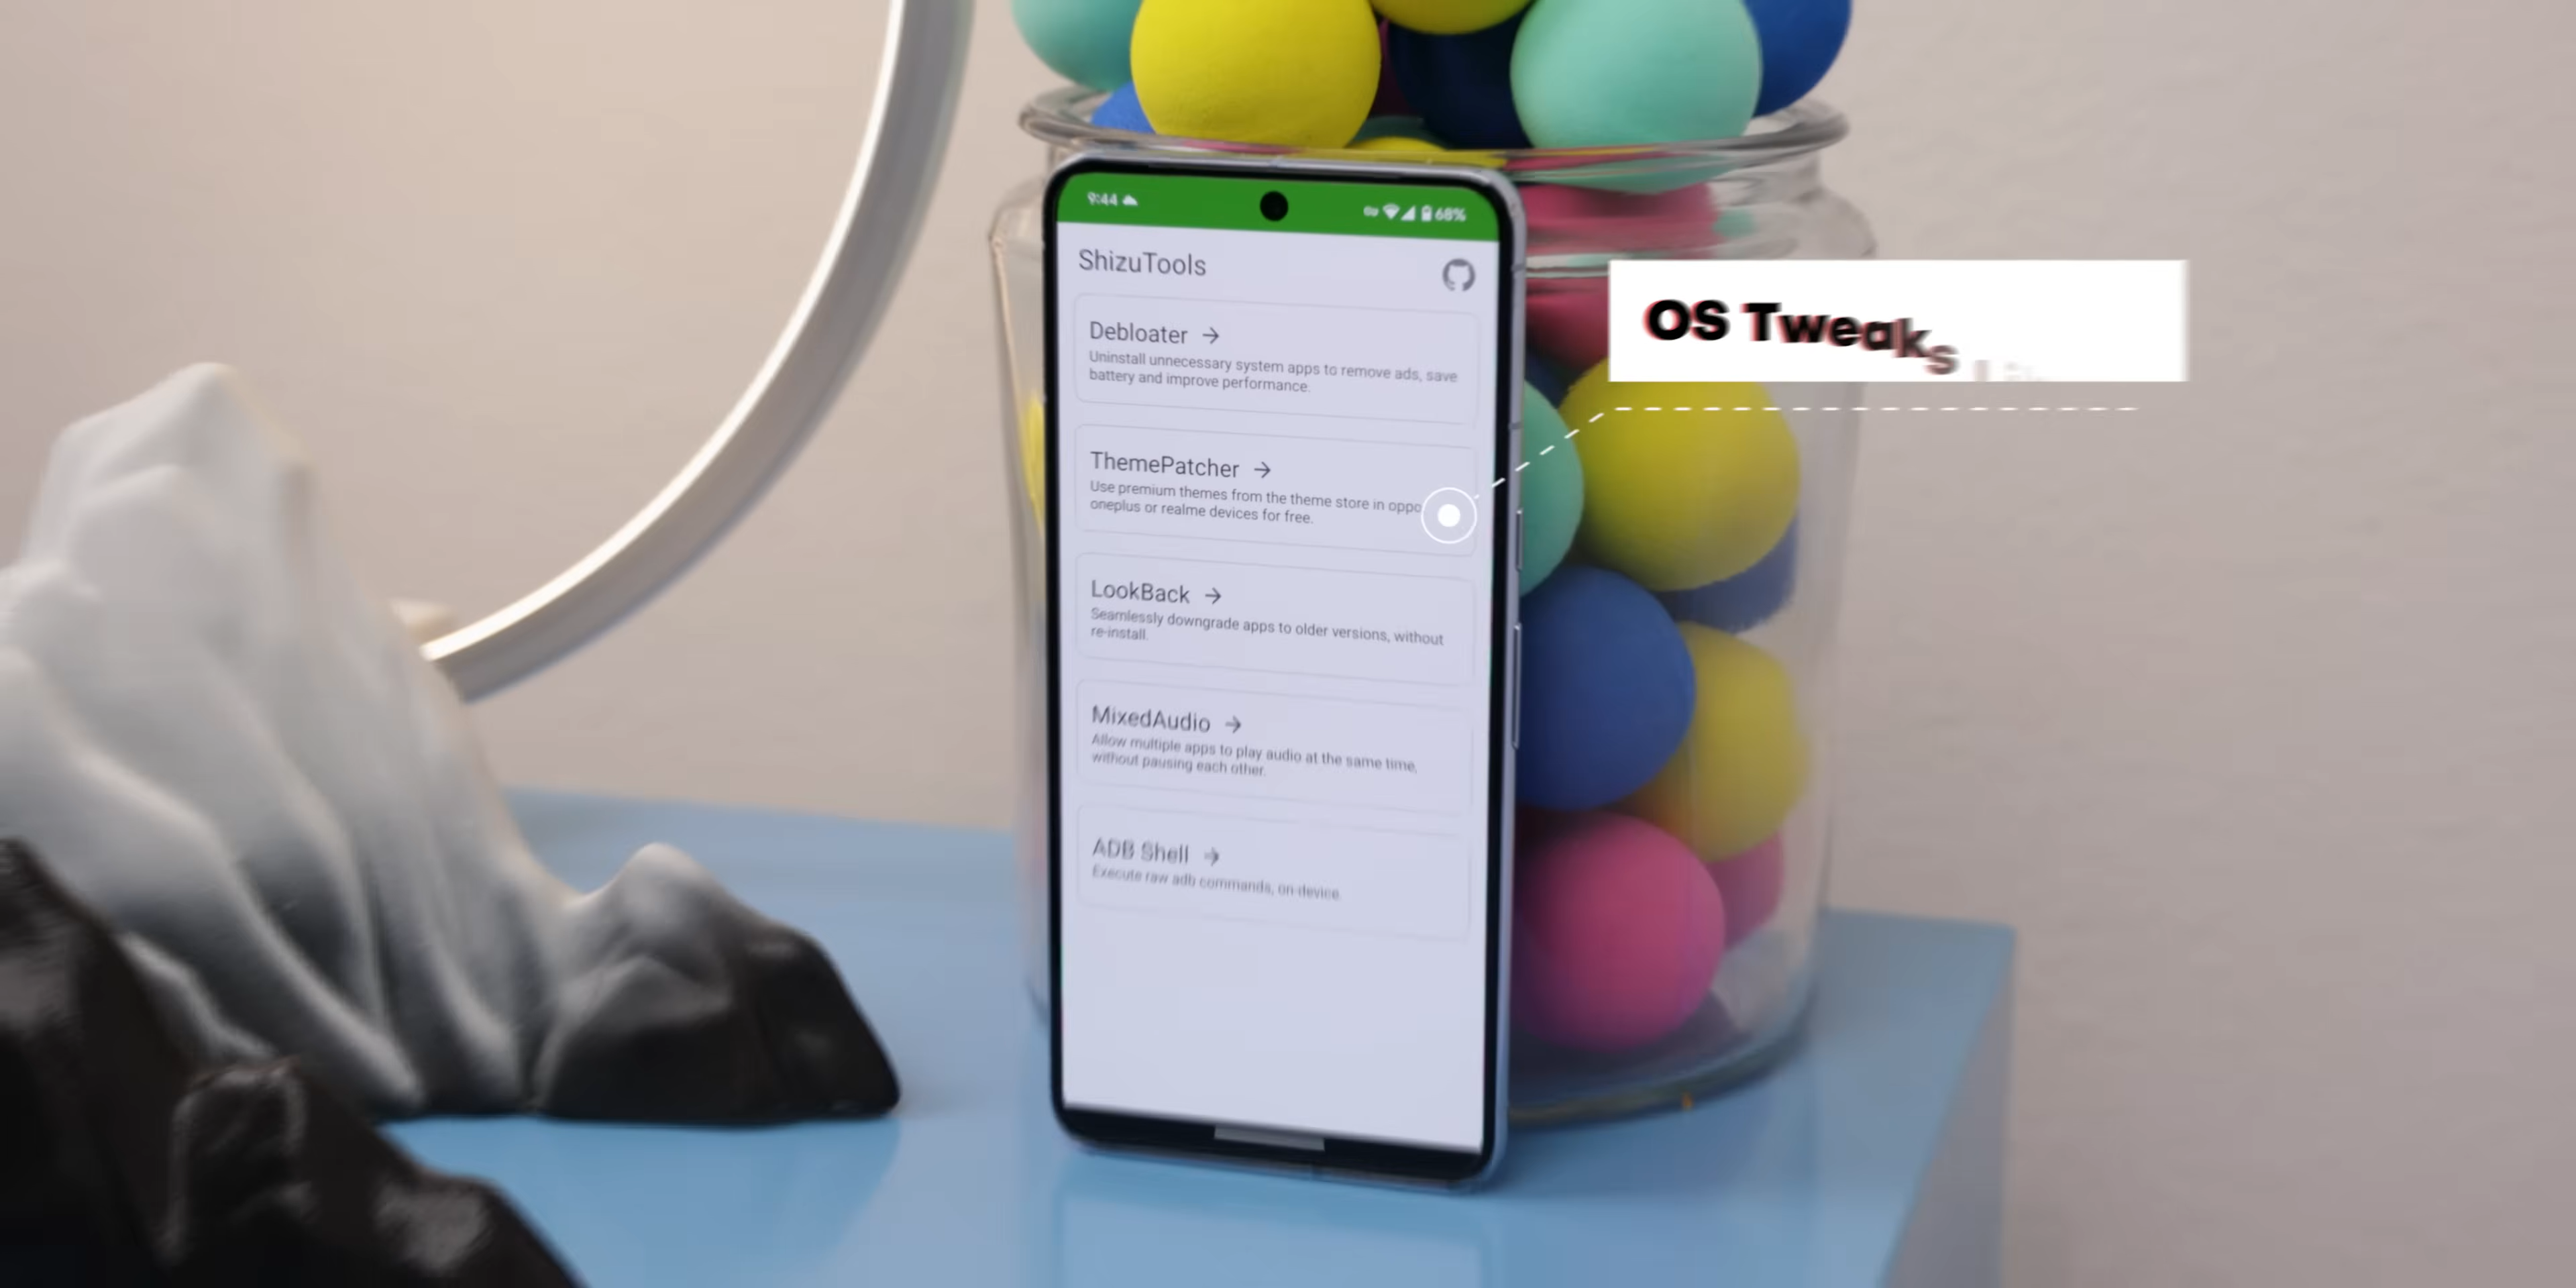 9:44
68%
ShizuTools
Debloater →
Uninstall unnecessary system apps to remove ads, save
battery and improve performance.
ThemePatcher →
Use premium themes from the theme store in oppo
oneplus or realme devices for free.
LookBack →
Seamlessly downgrade apps to older versions, without
re-install.
MixedAudio →
Allow multiple apps to play audio at the same time,
without pausing each other.
ADB Shell →
Execute raw adb commands, on-device.
OS Tweaks